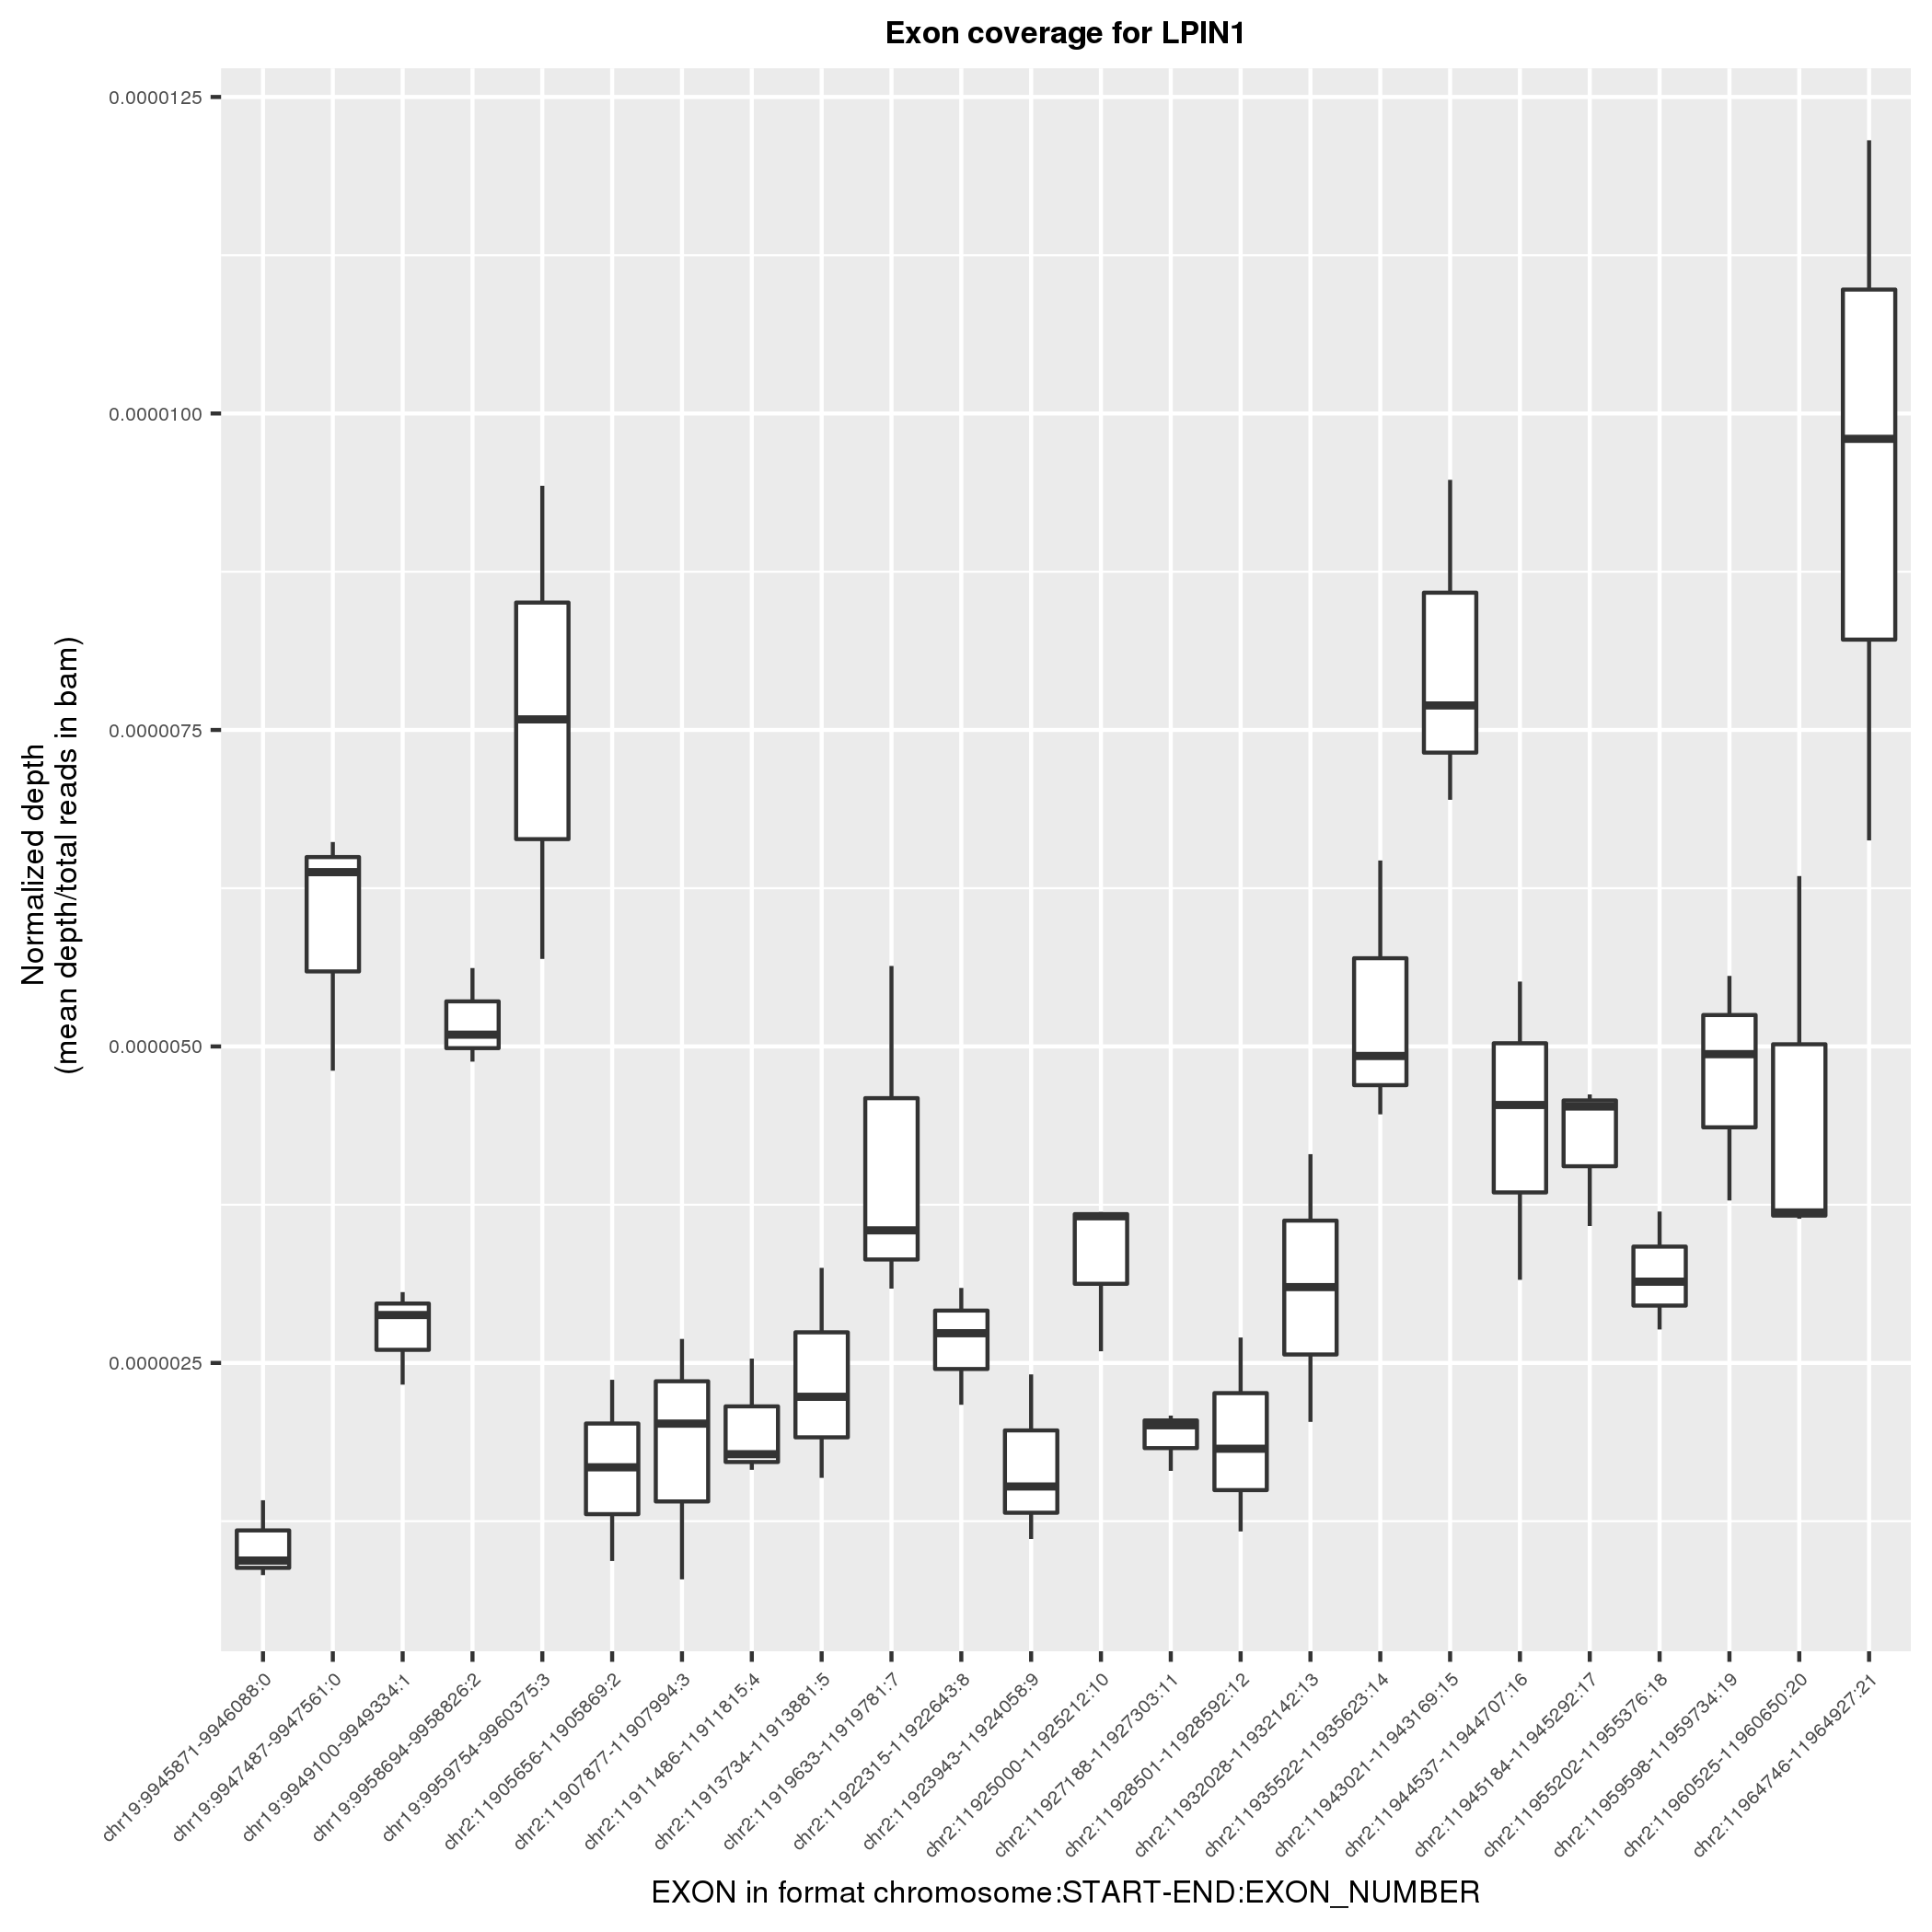 Exon coverage for LPIN1
0.0000125
0.0000100
0.0000075
0.0000050
0.0000025
Normalized depth
(mean depth/total reads in bam)
chr19:9945871-9946088:0
chr19:9947487-9947561:0
chr19:9949100-9949334:1
chr19:9958694-9958826:2
chr19:9959754-9960375:3
chr2:11905656-11905869:2
chr2:11907877-11907994:3
chr2:11911486-11911815:4
chr2:11913734-11913881:5
chr2:11919633-11919781:7
chr2:11922315-11922643:8
chr2:11923943-11924058:9
chr2:11925000-11925212:10
chr2:11927188-11927303:11
chr2:11928501-11928592:12
chr2:11932028-11932142:13
chr2:11935522-11935623:14
chr2:11943021-11943169:15
chr2:11944537-11944707:16
chr2:11945184-11945292:17
chr2:11955202-11955376:18
chr2:11959598-11959734:19
chr2:11960525-11960650:20
chr2:11964746-11964927:21
EXON in format chromosome:START-END:EXON_NUMBER